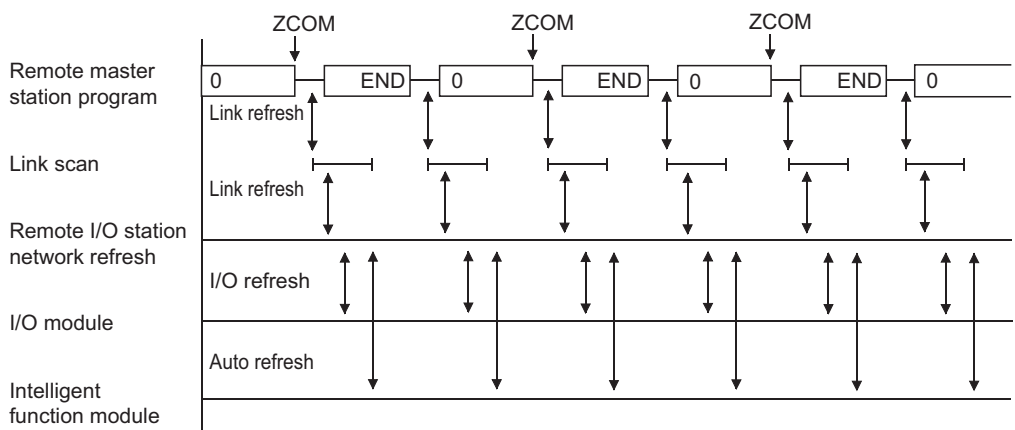 ZCOM ZCOM ZCOM
Remote master
station program
0 END 0 END 0 END 0
Link refresh
Link scan
Link refresh
Remote I/O station
network refresh
I/O refresh
I/O module
Auto refresh
Intelligent
function module